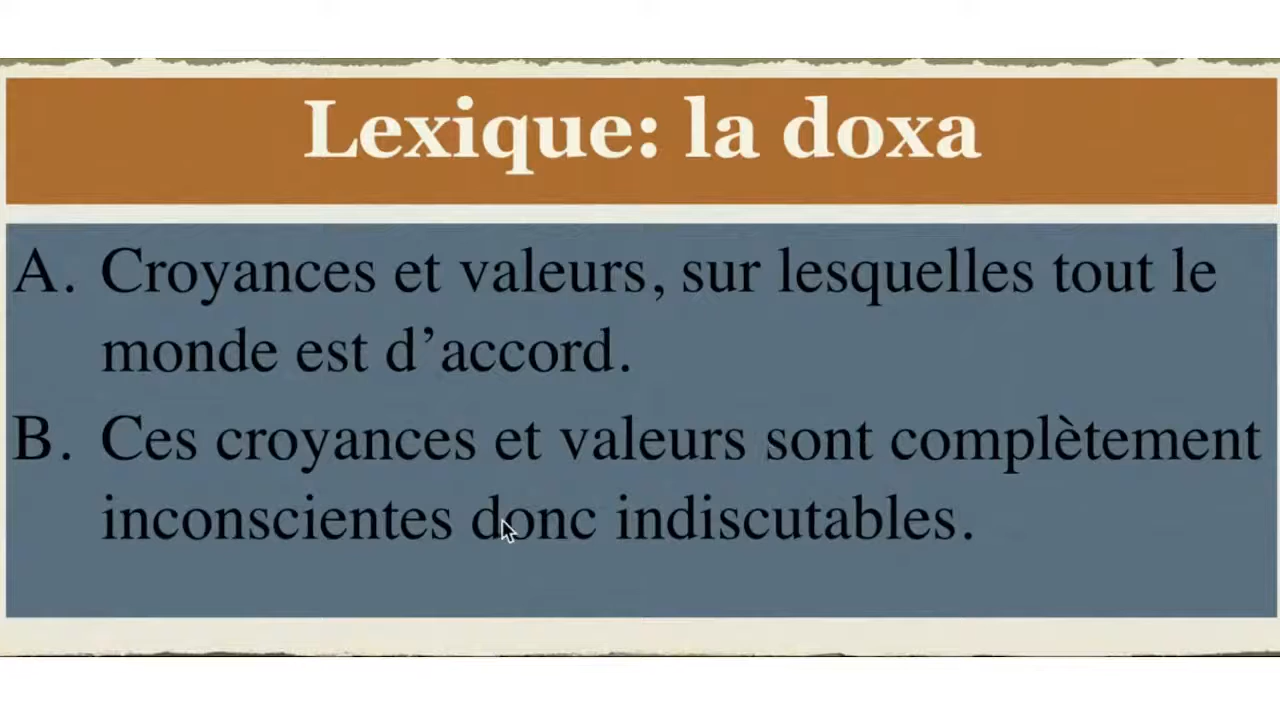 Lexique: la doxa
A. Croyances et valeurs, sur lesquelles tout le
monde est d’accord.
B. Ces croyances et valeurs sont complètement
inconscientes donc indiscutables.